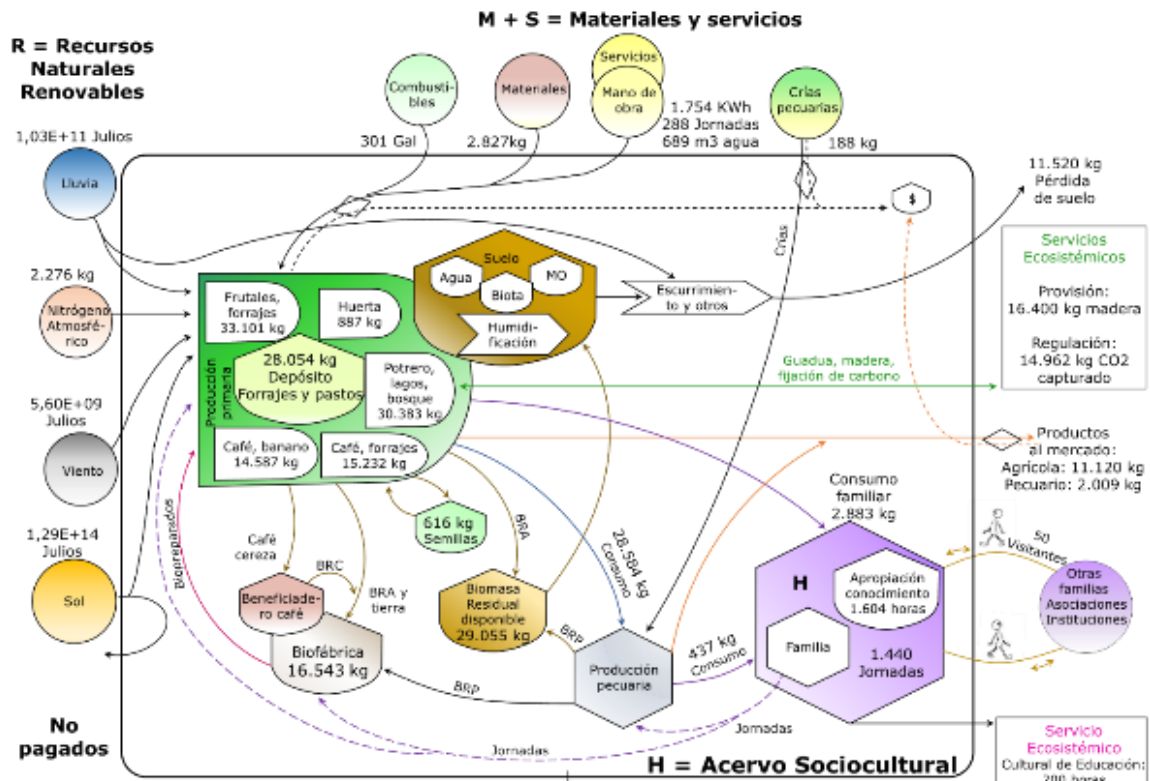 M + S = Materiales y servicios
R = Recursos
Naturales
Renovables
Combusti-
bles
Materiales
Servicios
Mano de
obra
Crías
pecuarias
1,03E+11 Julios
301 Gal
2.827kg
1.754 KWh
288 Jornadas
689 m3 agua
188 kg
Lluvia
$
11.520 kg
Pérdida
de suelo
Crías
2.276 kg
Nitrógeno
Atmosfé-
rico
Suelo
Agua
Biota
MO
Humidi-
ficación
Escurrimien-
to y otros
Servicios
Ecosistémicos
Provisión:
16.400 kg madera
Regulación:
14.962 kg CO2
capturado
Producción
primaria
Frutales,
forrajes
33.101 kg
Huerta
887 kg
28.054 kg
Depósito
Forrajes y pastos
Potrero,
lagos,
bosque
30.383 kg
Café, banano
14.587 kg
Café, forrajes
15.232 kg
Guadua, madera,
fijación de carbono
5,60E+09
Julios
Viento
Productos
al mercado:
Agrícola: 11.120 kg
Pecuario: 2.009 kg
Consumo
familiar
2.883 kg
1,29E+14
Julios
Sol
Biopreparados
Café
cereza
616 kg
Semillas
BRA
28.584 kg
Consumo
50
Visitantes
BRC
Beneficiade-
ro café
BRA y
tierra
Biofábrica
16.543 kg
Biomasa
Residual
disponible
29.055 kg
BRP
BRP
Producción
pecuaria
437 kg
Consumo
H
Apropiación
conocimiento
1.604 horas
Familia
1.440
Jornadas
Otras
familias
Asociaciones
Instituciones
Jornadas
Jornadas
No
pagados
H = Acervo Sociocultural
Servicio
Ecosistémico
Cultural de Educación:
200 horas